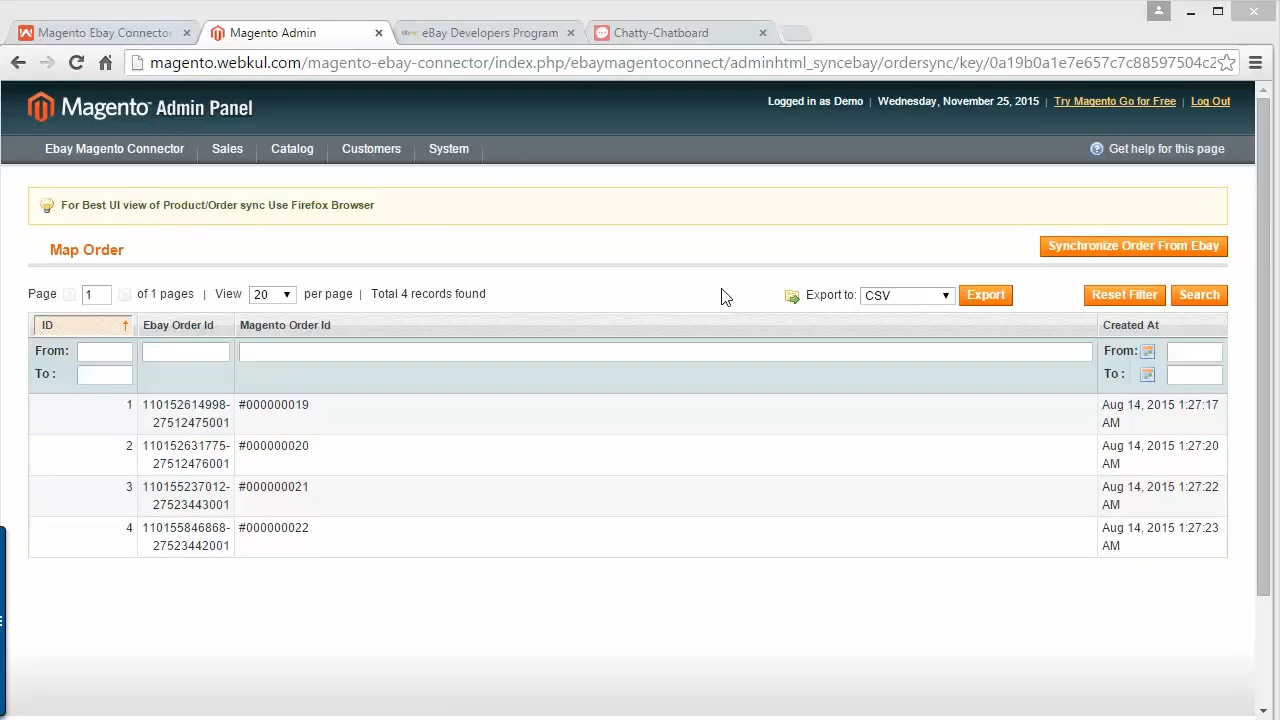 Magento Ebay Connector
Magento Admin
eBay Developers Program
Chatty-Chatboard
magento.webkul.com/magento-ebay-connector/index.php/ebaymagentoconnect/adminhtml_syncebay/ordersync/key/0a19b0a1e7e657c7c88597504c2
Magento Admin Panel
Logged in as Demo | Wednesday, November 25, 2015 | Try Magento Go for Free | Log Out
Ebay Magento Connector Sales Catalog Customers System
Get help for this page
For Best UI view of Product/Order sync Use Firefox Browser
Map Order
Synchronize Order From Ebay
Page 1 of 1 pages | View 20 per page | Total 4 records found
Export to: CSV Export Reset Filter Search
ID Ebay Order Id Magento Order Id Created At
From: From:
To : To :
1 110152614998- #000000019 Aug 14, 2015 1:27:17
27512475001 AM
2 110152631775- #000000020 Aug 14, 2015 1:27:20
27512476001 AM
3 110155237012- #000000021 Aug 14, 2015 1:27:22
27523443001 AM
4 110155846868- #000000022 Aug 14, 2015 1:27:23
27523442001 AM